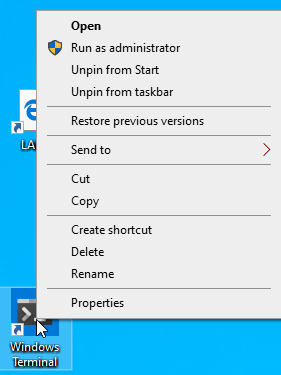 Open
Run as administrator
Unpin from Start
Unpin from taskbar
Restore previous versions
Send to
Cut
Copy
Create shortcut
Delete
Rename
Properties
Windows
Terminal